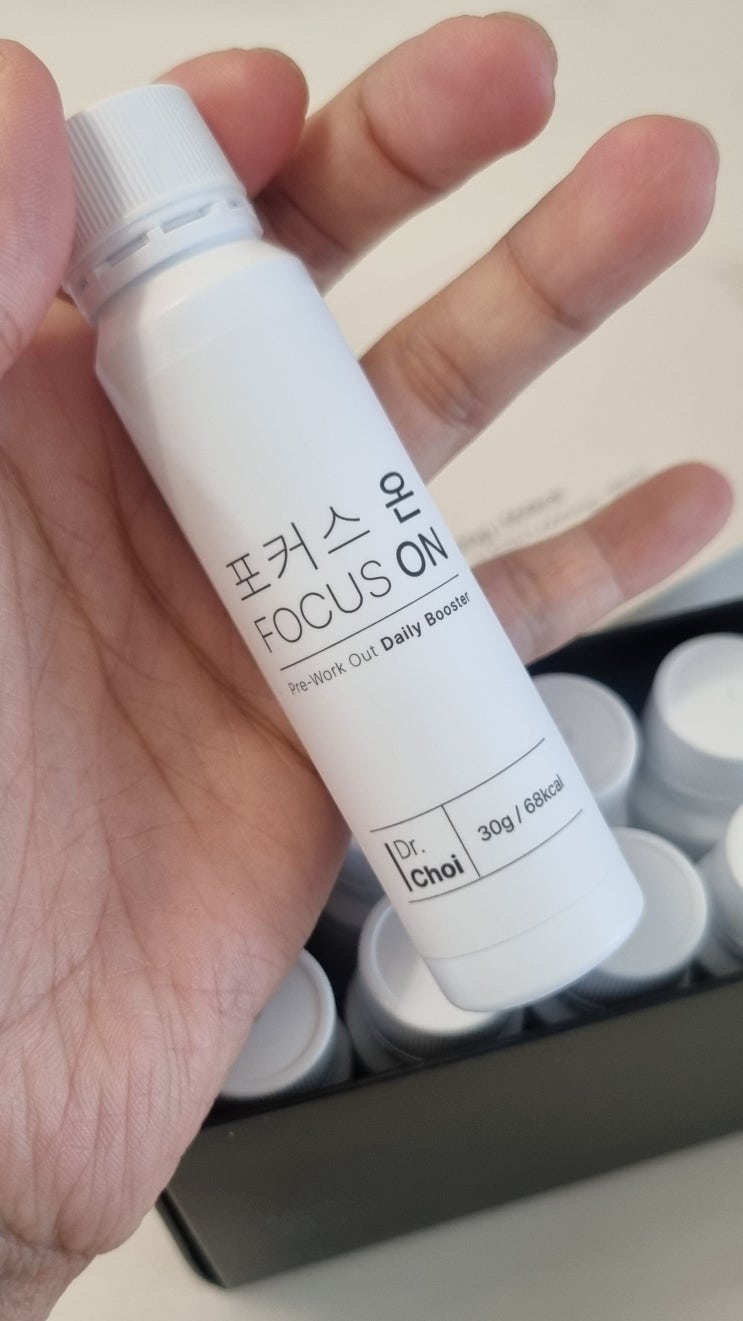 포커스 온
FOCUS ON
Pre-Work Out Daily Booster
Dr.
Choi
30g / 68kcal